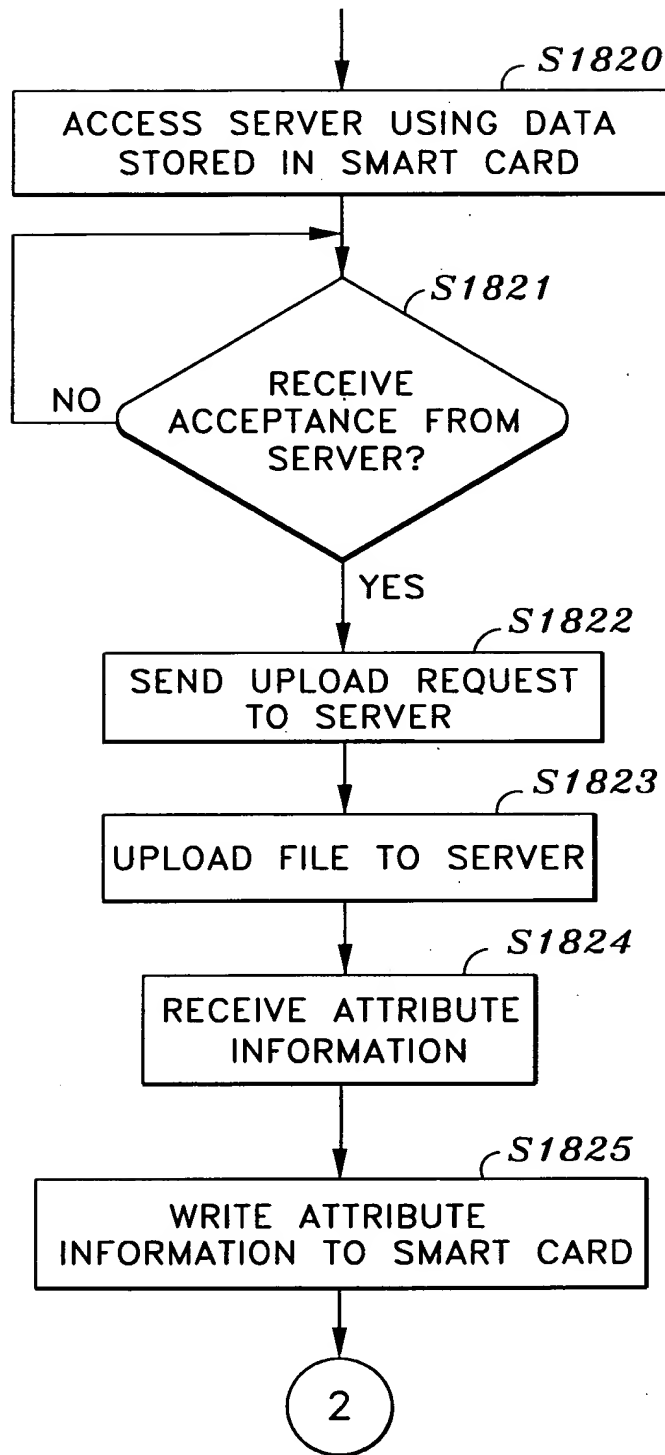 S1820
ACCESS SERVER USING DATA
STORED IN SMART CARD
S1821
RECEIVE
ACCEPTANCE FROM
SERVER?
NO
YES
S1822
SEND UPLOAD REQUEST
TO SERVER
S1823
UPLOAD FILE TO SERVER
S1824
RECEIVE ATTRIBUTE
INFORMATION
S1825
WRITE ATTRIBUTE
INFORMATION TO SMART CARD
2